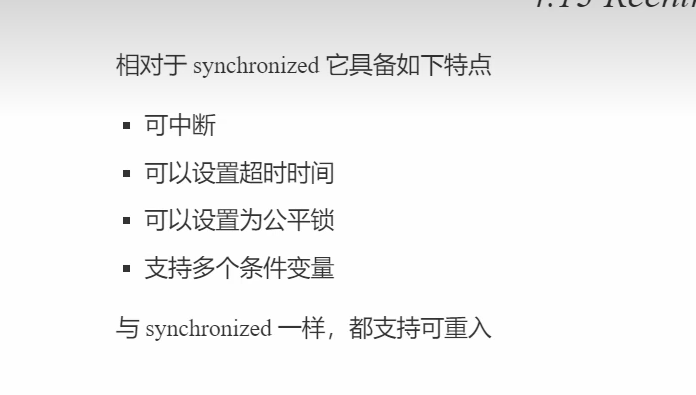 相对于 synchronized 它具备如下特点
▪ 可中断
▪ 可以设置超时时间
▪ 可以设置为公平锁
▪ 支持多个条件变量
与 synchronized 一样，都支持可重入